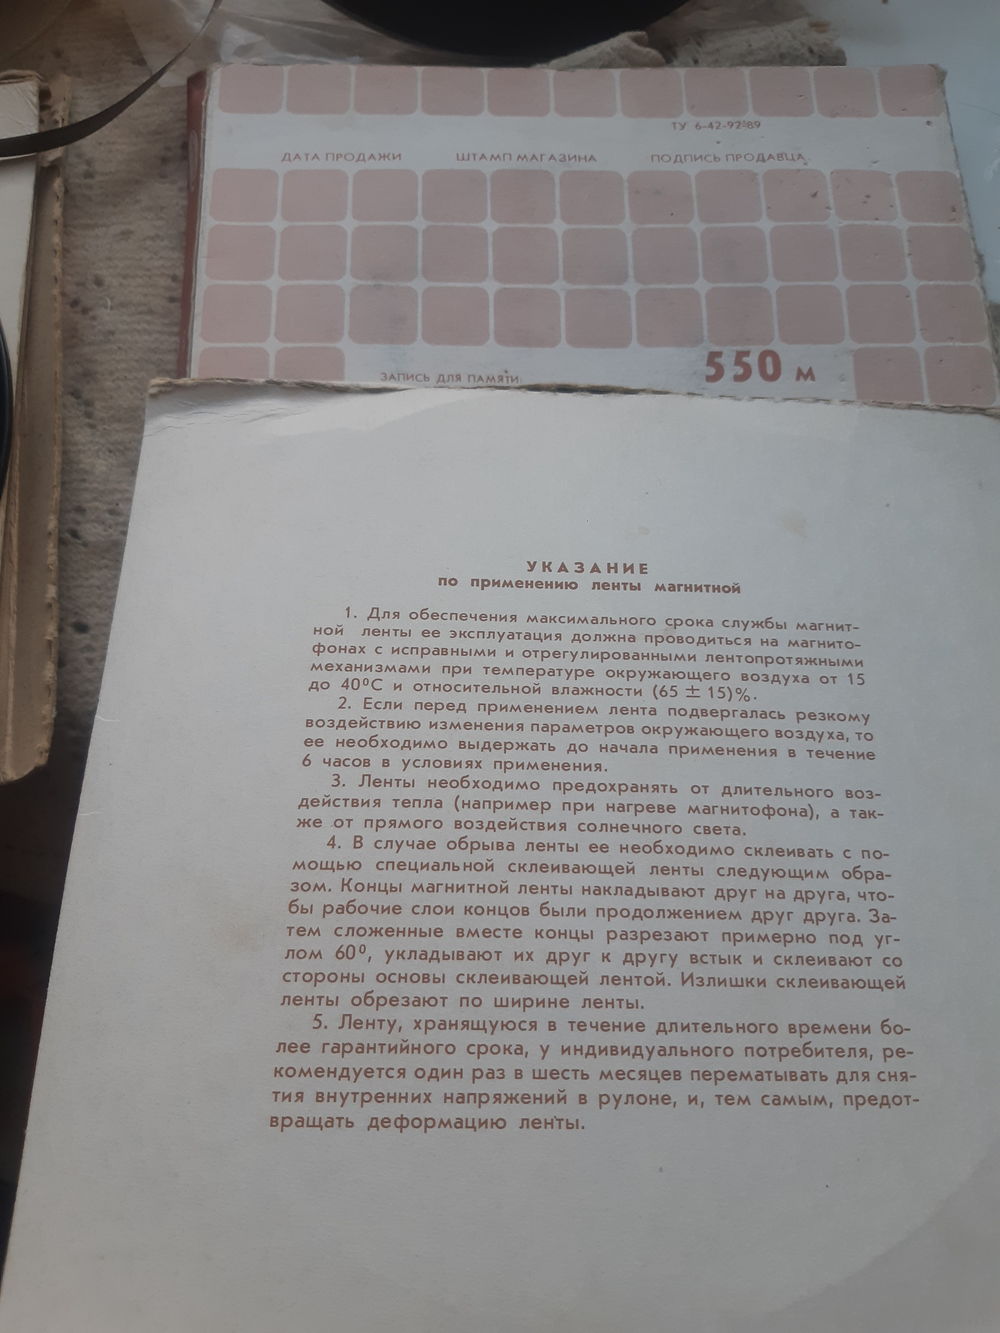 ТУ 6-42-92-89
ДАТА ПРОДАЖИ ШТАМП МАГАЗИНА ПОДПИСЬ ПРОДАВЦА
ЗАПИСЬ ДЛЯ ПАМЯТИ 550 м
УКАЗАНИЕ
по применению ленты магнитной
1. Для обеспечения максимального срока службы магнит-
ной ленты ее эксплуатация должна проводиться на магнито-
фонах с исправными и отрегулированными лентопротяжными
механизмами при температуре окружающего воздуха от 15
до 40°С и относительной влажности (65 ± 15)%.
2. Если перед применением лента подвергалась резкому
воздействию изменения параметров окружающего воздуха, то
ее необходимо выдержать до начала применения в течение
6 часов в условиях применения.
3. Ленты необходимо предохранять от длительного воз-
действия тепла (например при нагреве магнитофона), а так-
же от прямого воздействия солнечного света.
4. В случае обрыва ленты ее необходимо склеивать с по-
мощью специальной склеивающей ленты следующим обра-
зом. Концы магнитной ленты накладывают друг на друга, что-
бы рабочие слои концов были продолжением друг друга. За-
тем сложенные вместе концы разрезают примерно под уг-
лом 60°, укладывают их друг к другу встык и склеивают со
стороны основы склеивающей лентой. Излишки склеивающей
ленты обрезают по ширине ленты.
5. Ленту, хранящуюся в течение длительного времени бо-
лее гарантийного срока, у индивидуального потребителя, ре-
комендуется один раз в шесть месяцев перематывать для сня-
тия внутренних напряжений в рулоне, и, тем самым, предот-
вращать деформацию ленты.